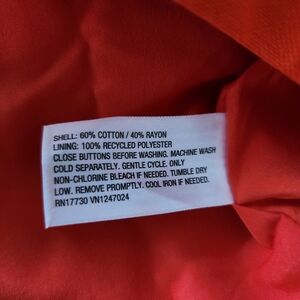 SHELL: 60% COTTON / 40% RAYON
LINING: 100% RECYCLED POLYESTER
CLOSE BUTTONS BEFORE WASHING. MACHINE WASH
COLD SEPARATELY. GENTLE CYCLE. ONLY
NON-CHLORINE BLEACH IF NEEDED. TUMBLE DRY
LOW. REMOVE PROMPTLY. COOL IRON IF NEEDED.
RN17730 VN1247024